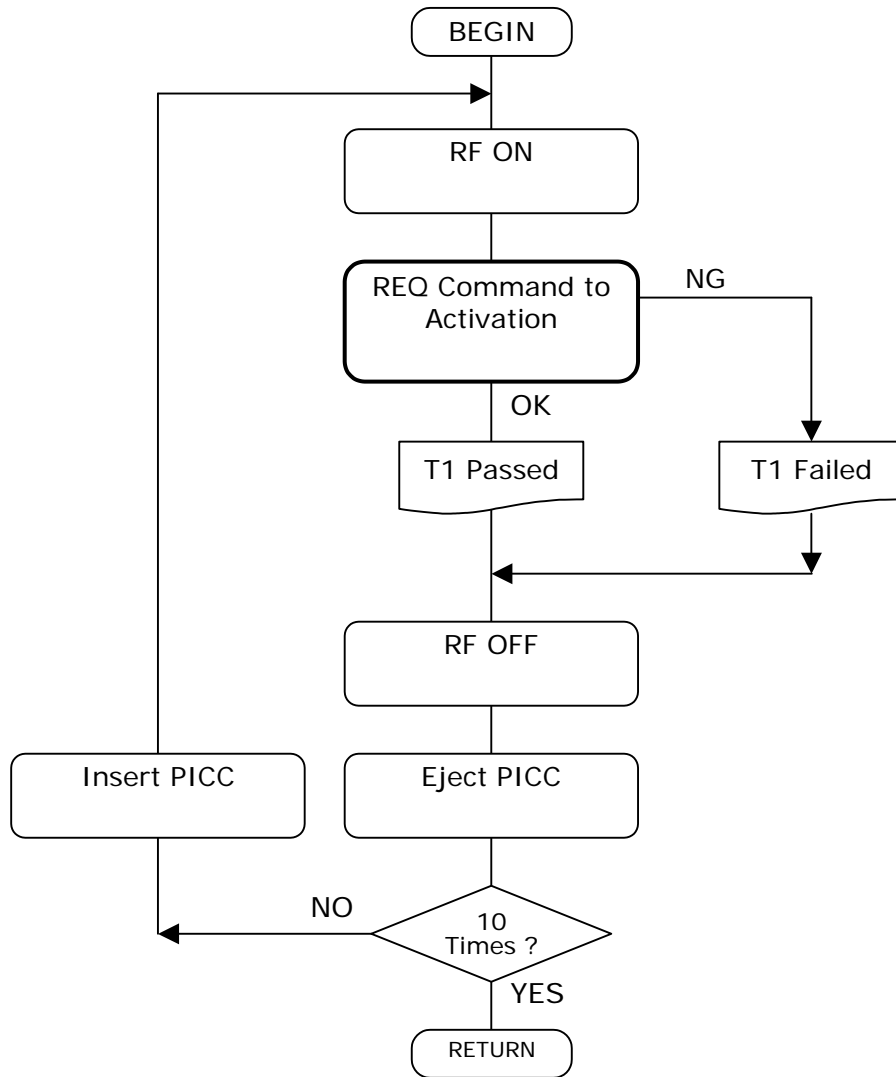 BEGIN
RF ON
REQ Command to
Activation
NG
OK
T1 Passed
T1 Failed
RF OFF
Insert PICC
Eject PICC
NO
10
Times ?
YES
RETURN